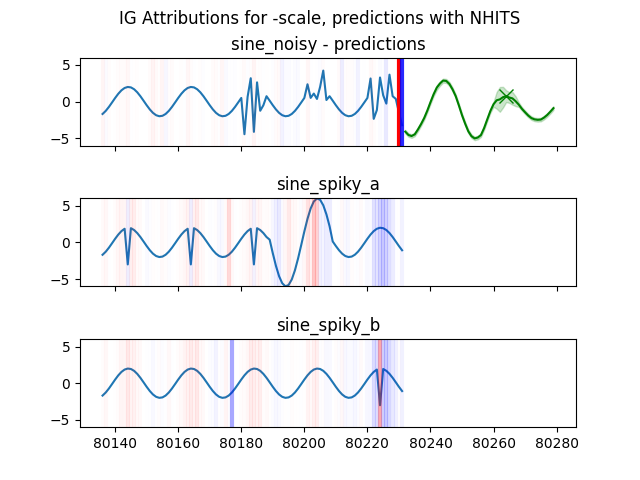 IG Attributions for -scale, predictions with NHITS
sine_noisy - predictions
5
0
−5
sine_spiky_a
5
0
−5
sine_spiky_b
5
0
−5
80140 80160 80180 80200 80220 80240 80260 80280